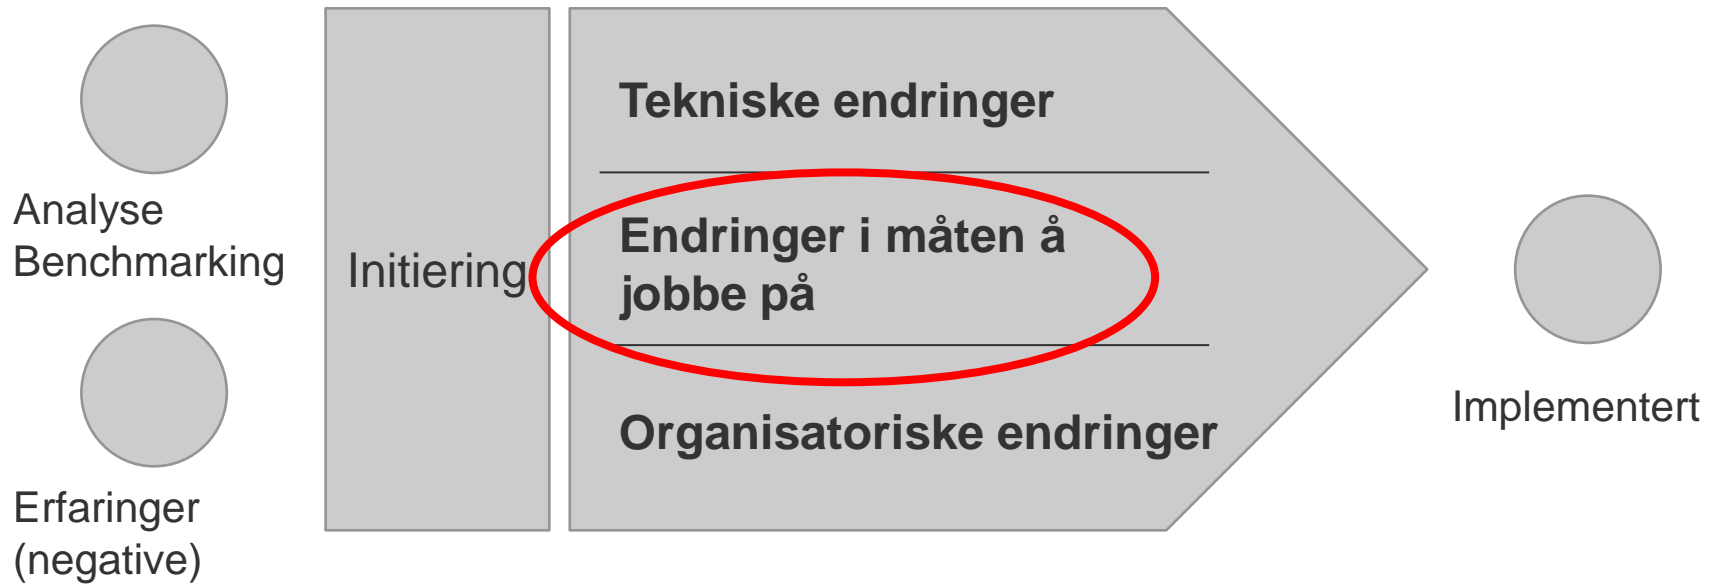 Analyse
Benchmarking
Erfaringer
(negative)
Initiering
Tekniske endringer
Endringer i måten å
jobbe på
Organisatoriske endringer
Implementert